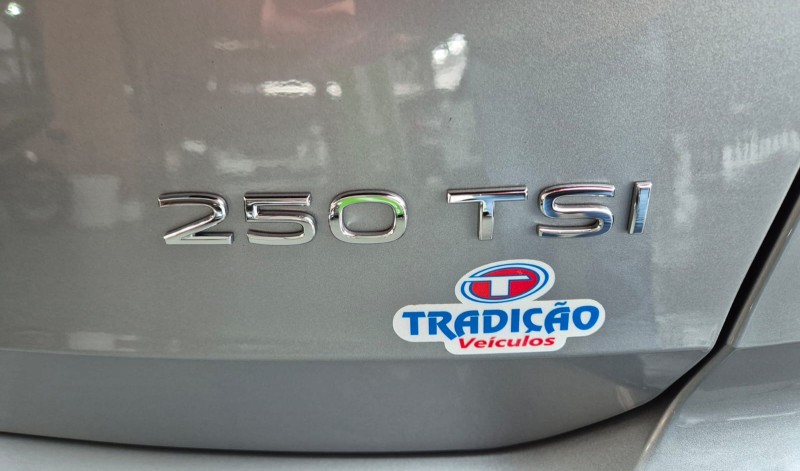 250 TSI
T
TRADIÇÃO
Veículos